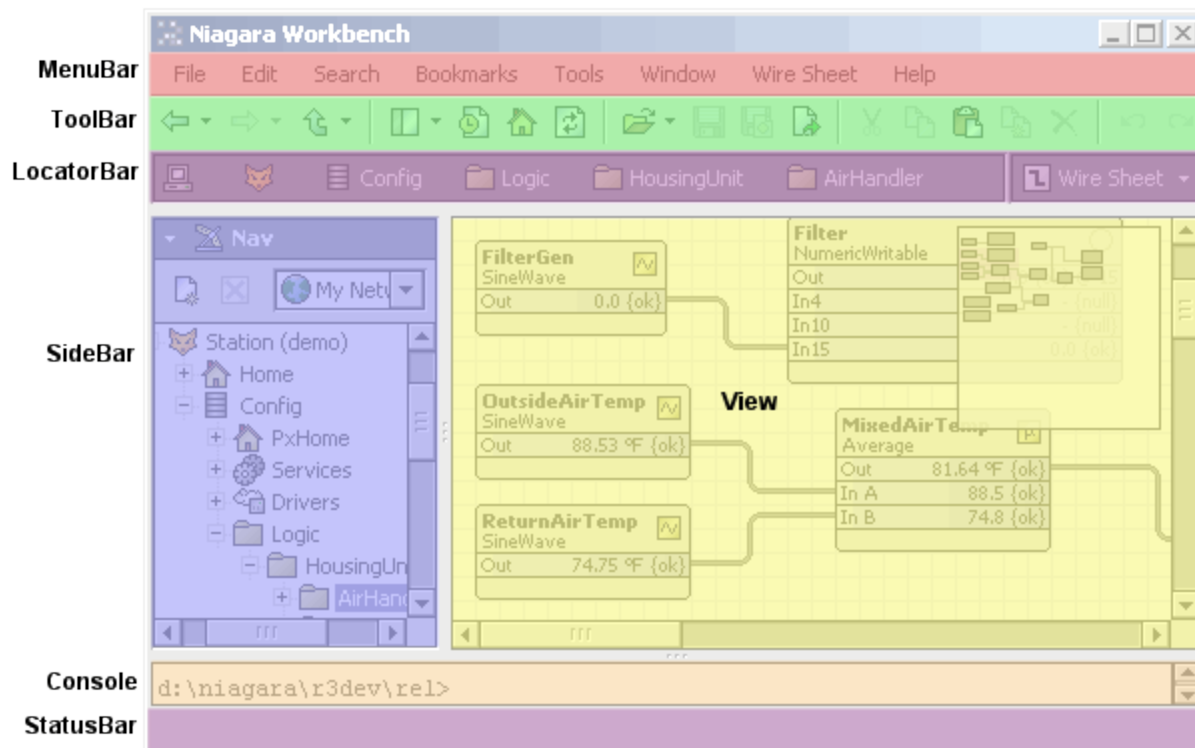 Niagara Workbench
MenuBar File Edit Search Bookmarks Tools Window Wire Sheet Help
ToolBar
LocatorBar Config Logic HousingUnit AirHandler Wire Sheet
Nav
My Netw
SideBar
Station (demo)
Home
Config
PxHome
Services
Drivers
Logic
HousingUn
AirHand
View
FilterGen
SineWave
Out 0.0 {ok}
Filter
NumericWritable
Out
In4 - {null}
In10 - {null}
In15 0.0 {ok}
OutsideAirTemp
SineWave
Out 88.53 °F {ok}
MixedAirTemp
Average
Out 81.64 °F {ok}
In A 88.5 {ok}
In B 74.8 {ok}
ReturnAirTemp
SineWave
Out 74.75 °F {ok}
Console d:\niagara\r3dev\rel>
StatusBar